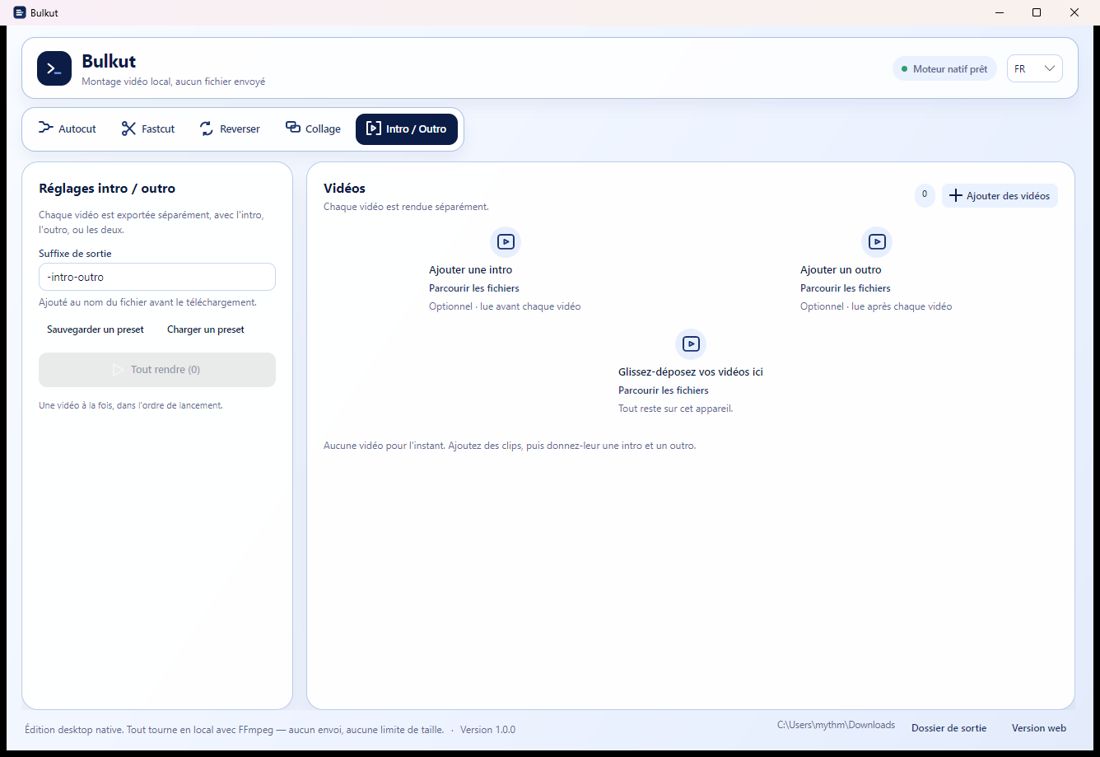 Bulkut
Bulkut
Montage vidéo local, aucun fichier envoyé
Moteur natif prêt
FR
Autocut
Fastcut
Reverser
Collage
Intro / Outro
Réglages intro / outro
Chaque vidéo est exportée séparément, avec l'intro,
l'outro, ou les deux.
Suffixe de sortie
-intro-outro
Ajouté au nom du fichier avant le téléchargement.
Sauvegarder un preset
Charger un preset
Tout rendre (0)
Une vidéo à la fois, dans l'ordre de lancement.
Vidéos
Chaque vidéo est rendue séparément.
0
Ajouter des vidéos
Ajouter une intro
Parcourir les fichiers
Optionnel · lue avant chaque vidéo
Ajouter un outro
Parcourir les fichiers
Optionnel · lue après chaque vidéo
Glissez-déposez vos vidéos ici
Parcourir les fichiers
Tout reste sur cet appareil.
Aucune vidéo pour l'instant. Ajoutez des clips, puis donnez-leur une intro et un outro.
Édition desktop native. Tout tourne en local avec FFmpeg — aucun envoi, aucune limite de taille. · Version 1.0.0
C:\Users\mythm\Downloads
Dossier de sortie
Version web